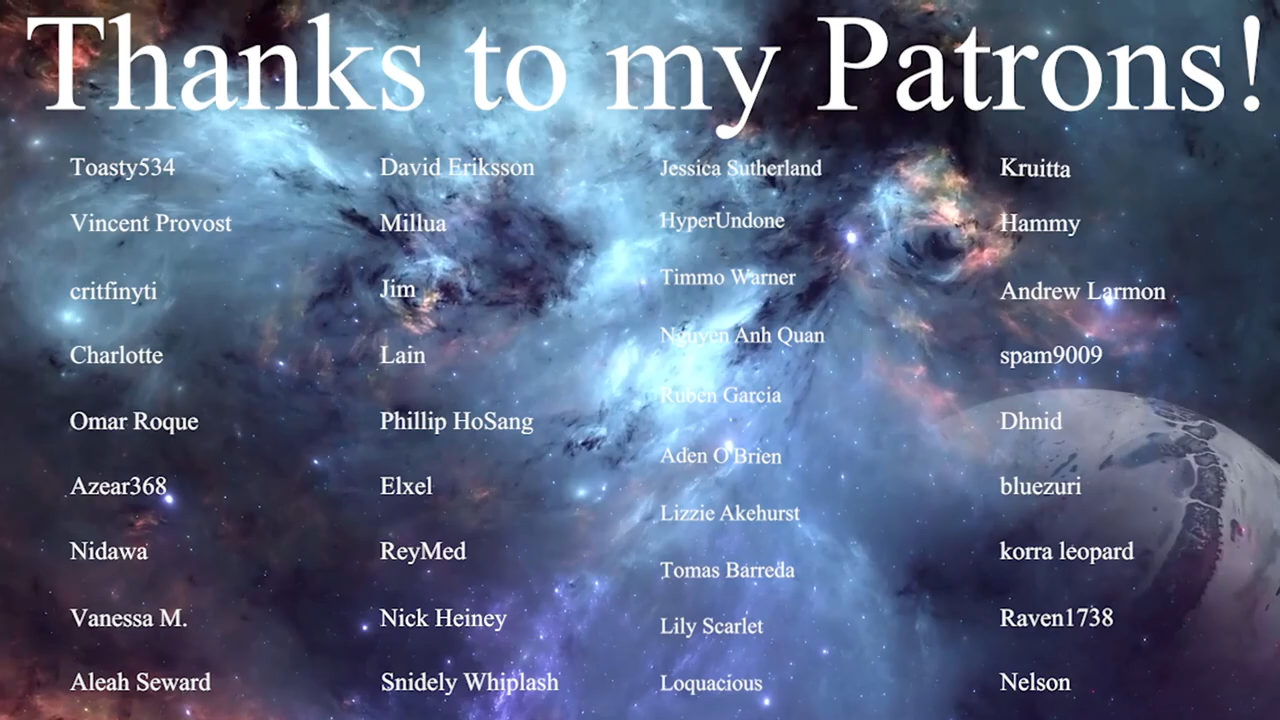 Thanks to my Patrons!
Toasty534
Vincent Provost
critfinyti
Charlotte
Omar Roque
Azear368
Nidawa
Vanessa M.
Aleah Seward
David Eriksson
Millua
Jim
Lain
Phillip HoSang
Elxel
ReyMed
Nick Heiney
Snidely Whiplash
Jessica Sutherland
HyperUndone
Timmo Warner
Nguyen Anh Quan
Ruben Garcia
Aden O'Brien
Lizzie Akehurst
Tomas Barreda
Lily Scarlet
Loquacious
Kruitta
Hammy
Andrew Larmon
spam9009
Dhnid
bluezuri
korra leopard
Raven1738
Nelson